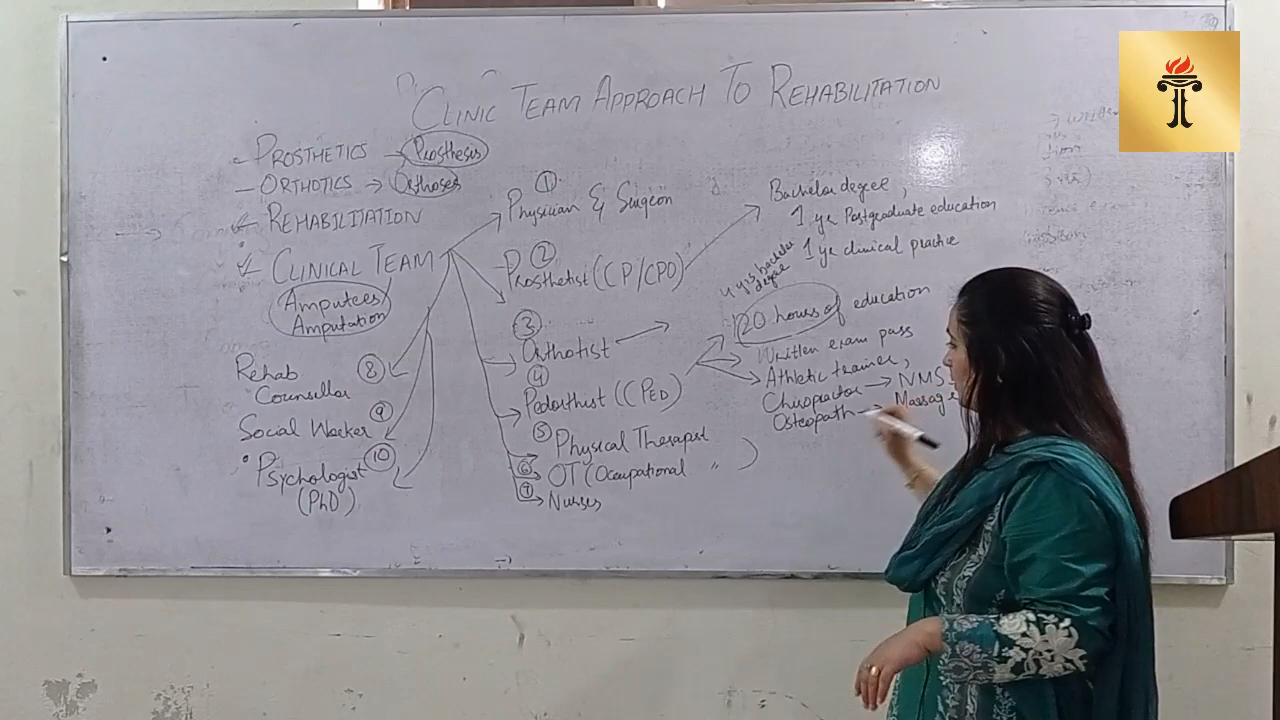 CLINIC TEAM APPROACH TO REHABILITATION
- PROSTHETICS → Prosthesis
- ORTHOTICS → Orthoses
REHABILITATION
CLINICAL TEAM
Amputees/
Amputation
① Physician & Surgeon
② Prosthetist (CP/CPO)
Bachelor degree,
1 yr Postgraduate education
1 yr clinical practice
③ Orthotist →
④ Pedorthist (CPED)
4 yrs bachelor
degree
120 hours of education
Written exam pass
Athletic trainer,
Chiropractor → NMS
Osteopath → Massage
⑤ Physical Therapist
⑥ OT (Occupational " )
⑦ Nurses
Rehab ⑧
Counsellor
Social Worker ⑨
Psychologist ⑩
(PhD)